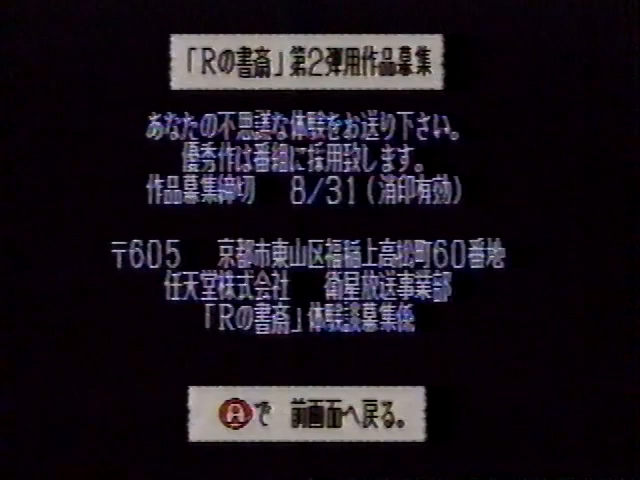 「Rの書斎」第2弾用作品募集
あなたの不思議な体験をお送り下さい。
優秀作は番組に採用致します。
作品募集締切 8/31(消印有効)
〒605 京都市東山区福稲上高松町60番地
任天堂株式会社 衛星放送事業部
「Rの書斎」体験談募集係
Ⓐで 前画面へ戻る。